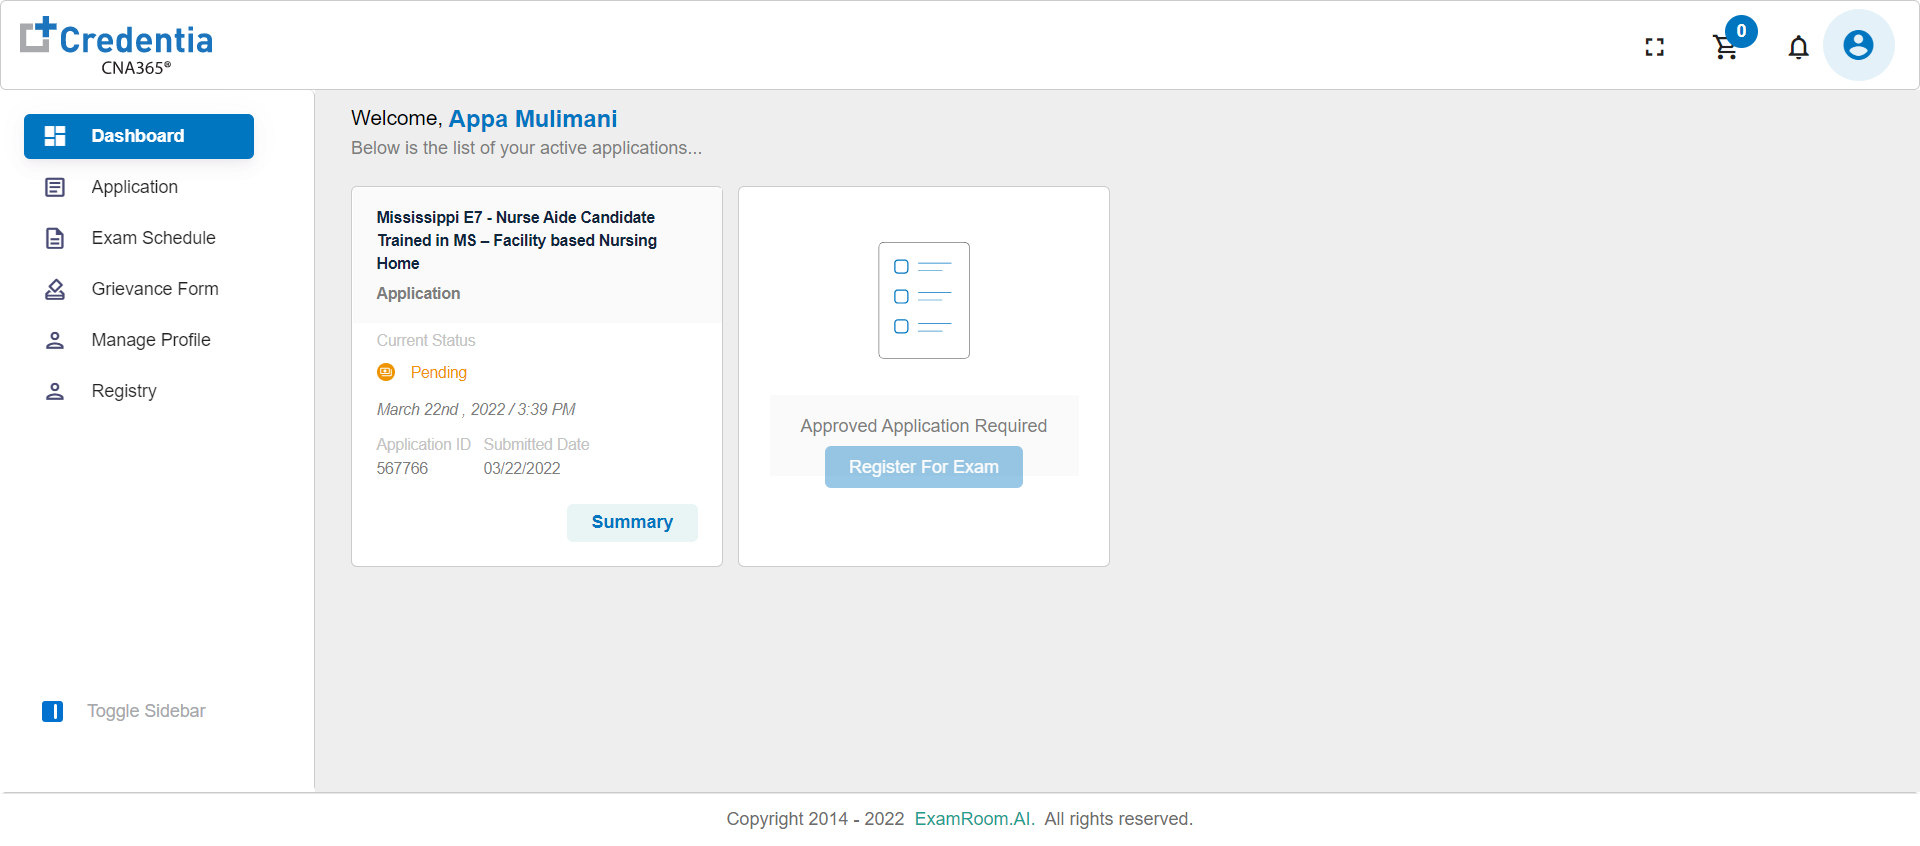 Credentia
CNA365®
0
Dashboard
Application
Exam Schedule
Grievance Form
Manage Profile
Registry
Toggle Sidebar
Welcome, Appa Mulimani
Below is the list of your active applications...
Mississippi E7 - Nurse Aide Candidate
Trained in MS – Facility based Nursing
Home
Application
Current Status
Pending
March 22nd , 2022 / 3:39 PM
Application ID Submitted Date
567766 03/22/2022
Summary
Approved Application Required
Register For Exam
Copyright 2014 - 2022 ExamRoom.AI. All rights reserved.